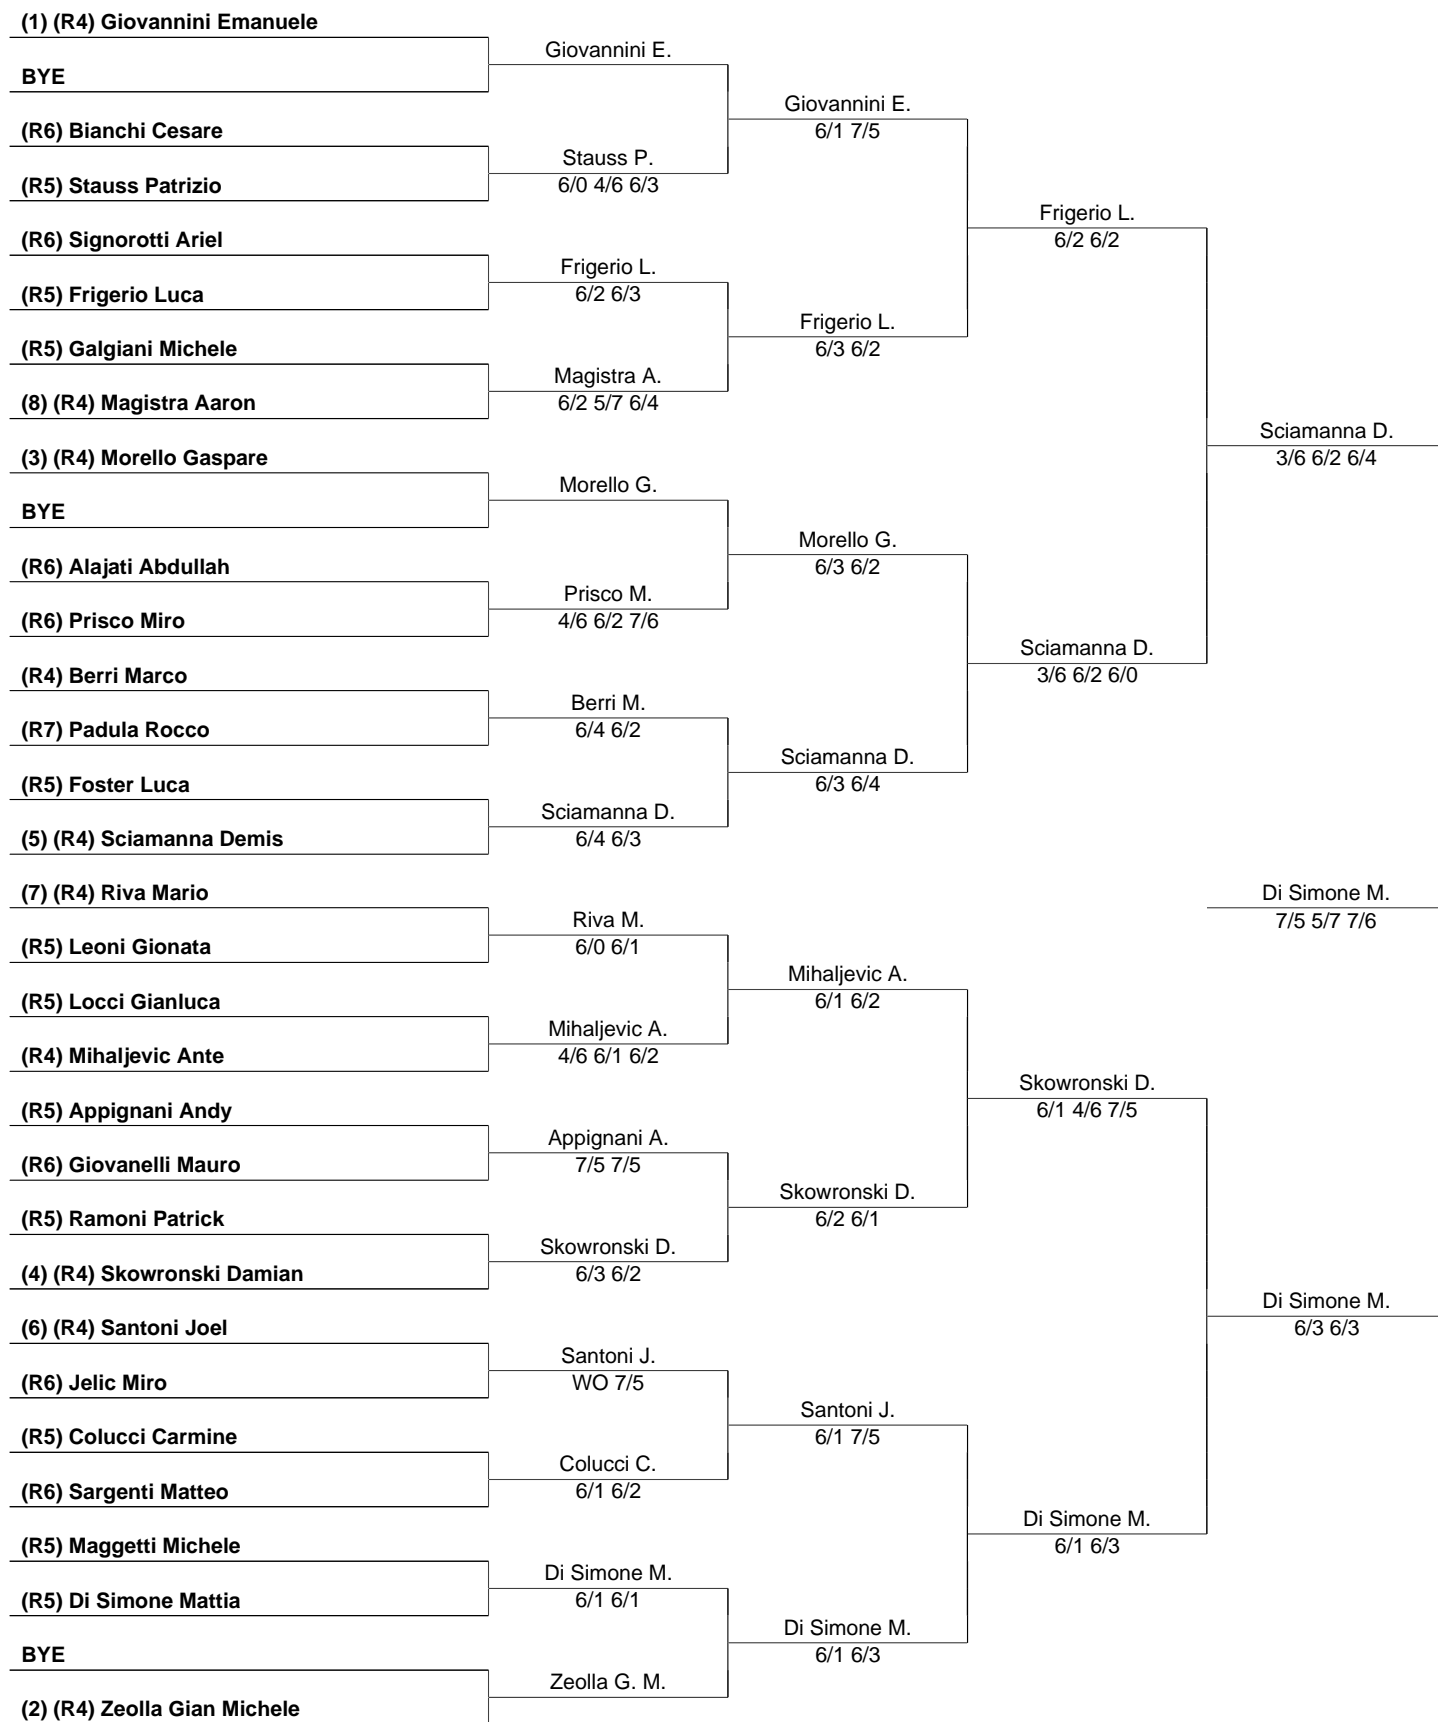 (1) (R4) Giovannini Emanuele
Giovannini E.
BYE
Giovannini E.
6/1 7/5
(R6) Bianchi Cesare
Stauss P.
6/0 4/6 6/3
(R5) Stauss Patrizio
Frigerio L.
6/2 6/2
(R6) Signorotti Ariel
Frigerio L.
6/2 6/3
(R5) Frigerio Luca
Frigerio L.
6/3 6/2
(R5) Galgiani Michele
Magistra A.
6/2 5/7 6/4
(8) (R4) Magistra Aaron
Sciamanna D.
3/6 6/2 6/4
(3) (R4) Morello Gaspare
Morello G.
BYE
Morello G.
6/3 6/2
(R6) Alajati Abdullah
Prisco M.
4/6 6/2 7/6
(R6) Prisco Miro
Sciamanna D.
3/6 6/2 6/0
(R4) Berri Marco
Berri M.
6/4 6/2
(R7) Padula Rocco
Sciamanna D.
6/3 6/4
(R5) Foster Luca
Sciamanna D.
6/4 6/3
(5) (R4) Sciamanna Demis
(7) (R4) Riva Mario
Di Simone M.
7/5 5/7 7/6
Riva M.
6/0 6/1
(R5) Leoni Gionata
Mihaljevic A.
6/1 6/2
(R5) Locci Gianluca
Mihaljevic A.
4/6 6/1 6/2
(R4) Mihaljevic Ante
Skowronski D.
6/1 4/6 7/5
(R5) Appignani Andy
Appignani A.
7/5 7/5
(R6) Giovanelli Mauro
Skowronski D.
6/2 6/1
(R5) Ramoni Patrick
Skowronski D.
6/3 6/2
(4) (R4) Skowronski Damian
Di Simone M.
6/3 6/3
(6) (R4) Santoni Joel
Santoni J.
WO 7/5
(R6) Jelic Miro
Santoni J.
6/1 7/5
(R5) Colucci Carmine
Colucci C.
6/1 6/2
(R6) Sargenti Matteo
Di Simone M.
6/1 6/3
(R5) Maggetti Michele
Di Simone M.
6/1 6/1
(R5) Di Simone Mattia
Di Simone M.
6/1 6/3
BYE
Zeolla G. M.
(2) (R4) Zeolla Gian Michele